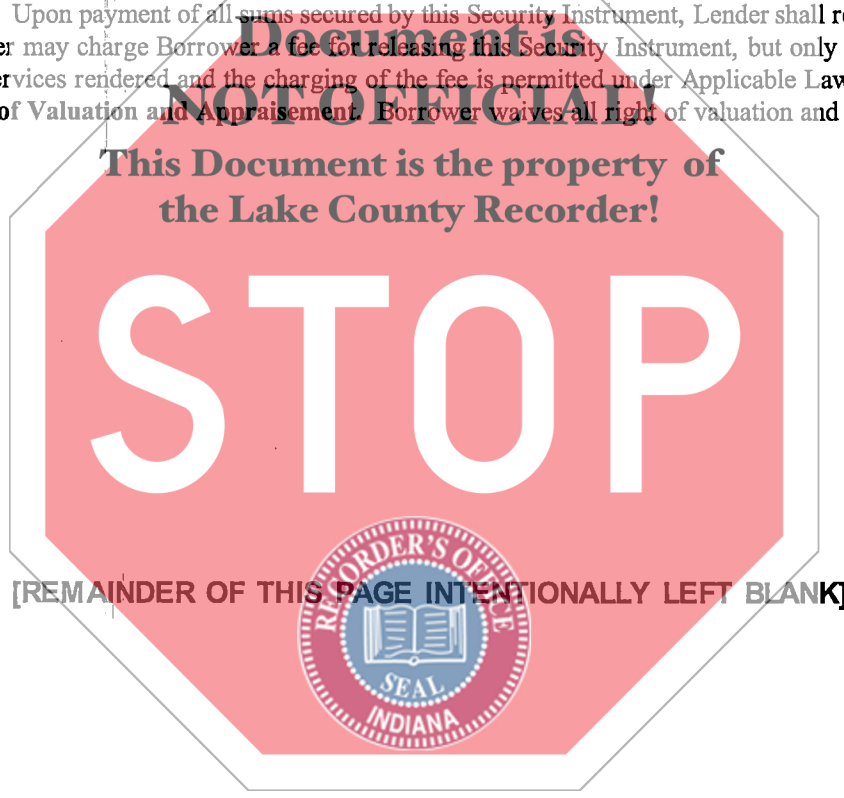 Upon payment of all sums secured by this Security Instrument, Lender shall r
er may charge Borrower a fee for releasing this Security Instrument, but only
ervices rendered and the charging of the fee is permitted under Applicable Law
of Valuation and Appraisement. Borrower waives all right of valuation and
Document is
NOT OFFICIAL!
This Document is the property of
the Lake County Recorder!
STOP
[REMAINDER OF THIS PAGE INTENTIONALLY LEFT BLANK]
RECORDER'S OFFICE
SEAL
INDIANA